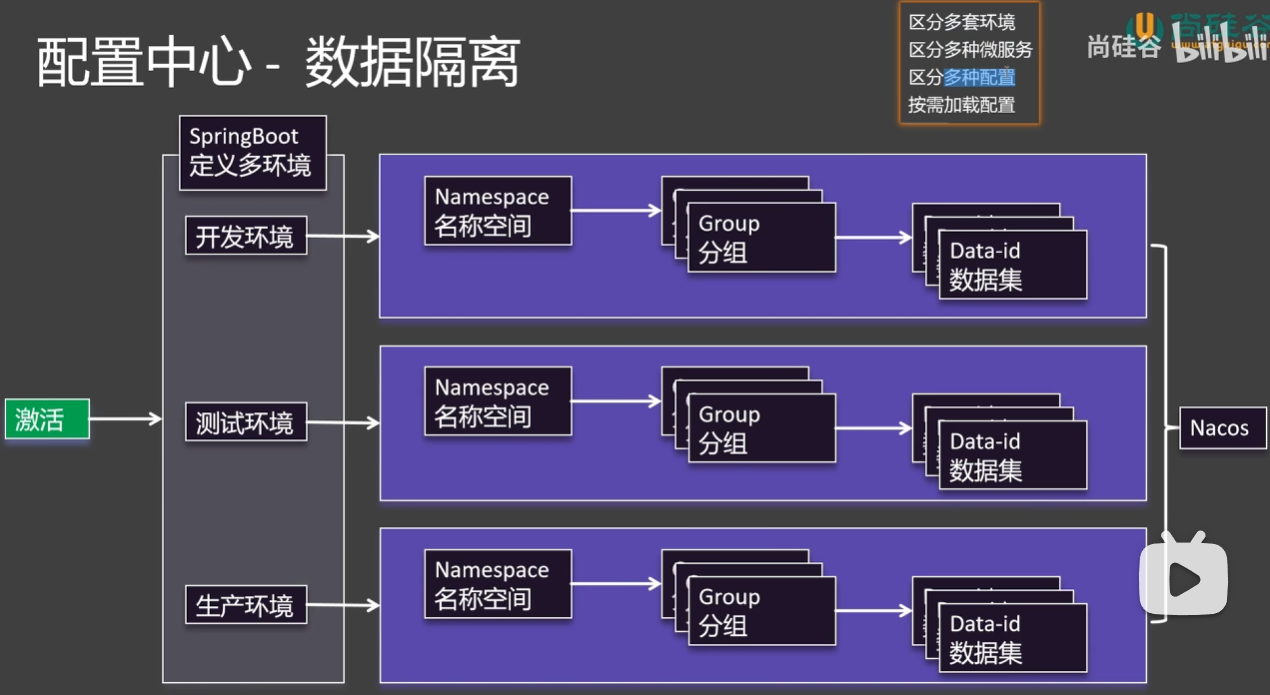 配置中心 - 数据隔离
区分多套环境
区分多种微服务
区分多种配置
按需加载配置
尚硅谷
bilibili
SpringBoot
定义多环境
开发环境
Namespace
名称空间
Group
分组
Data-id
数据集
激活
测试环境
Namespace
名称空间
Group
分组
Data-id
数据集
Nacos
生产环境
Namespace
名称空间
Group
分组
Data-id
数据集